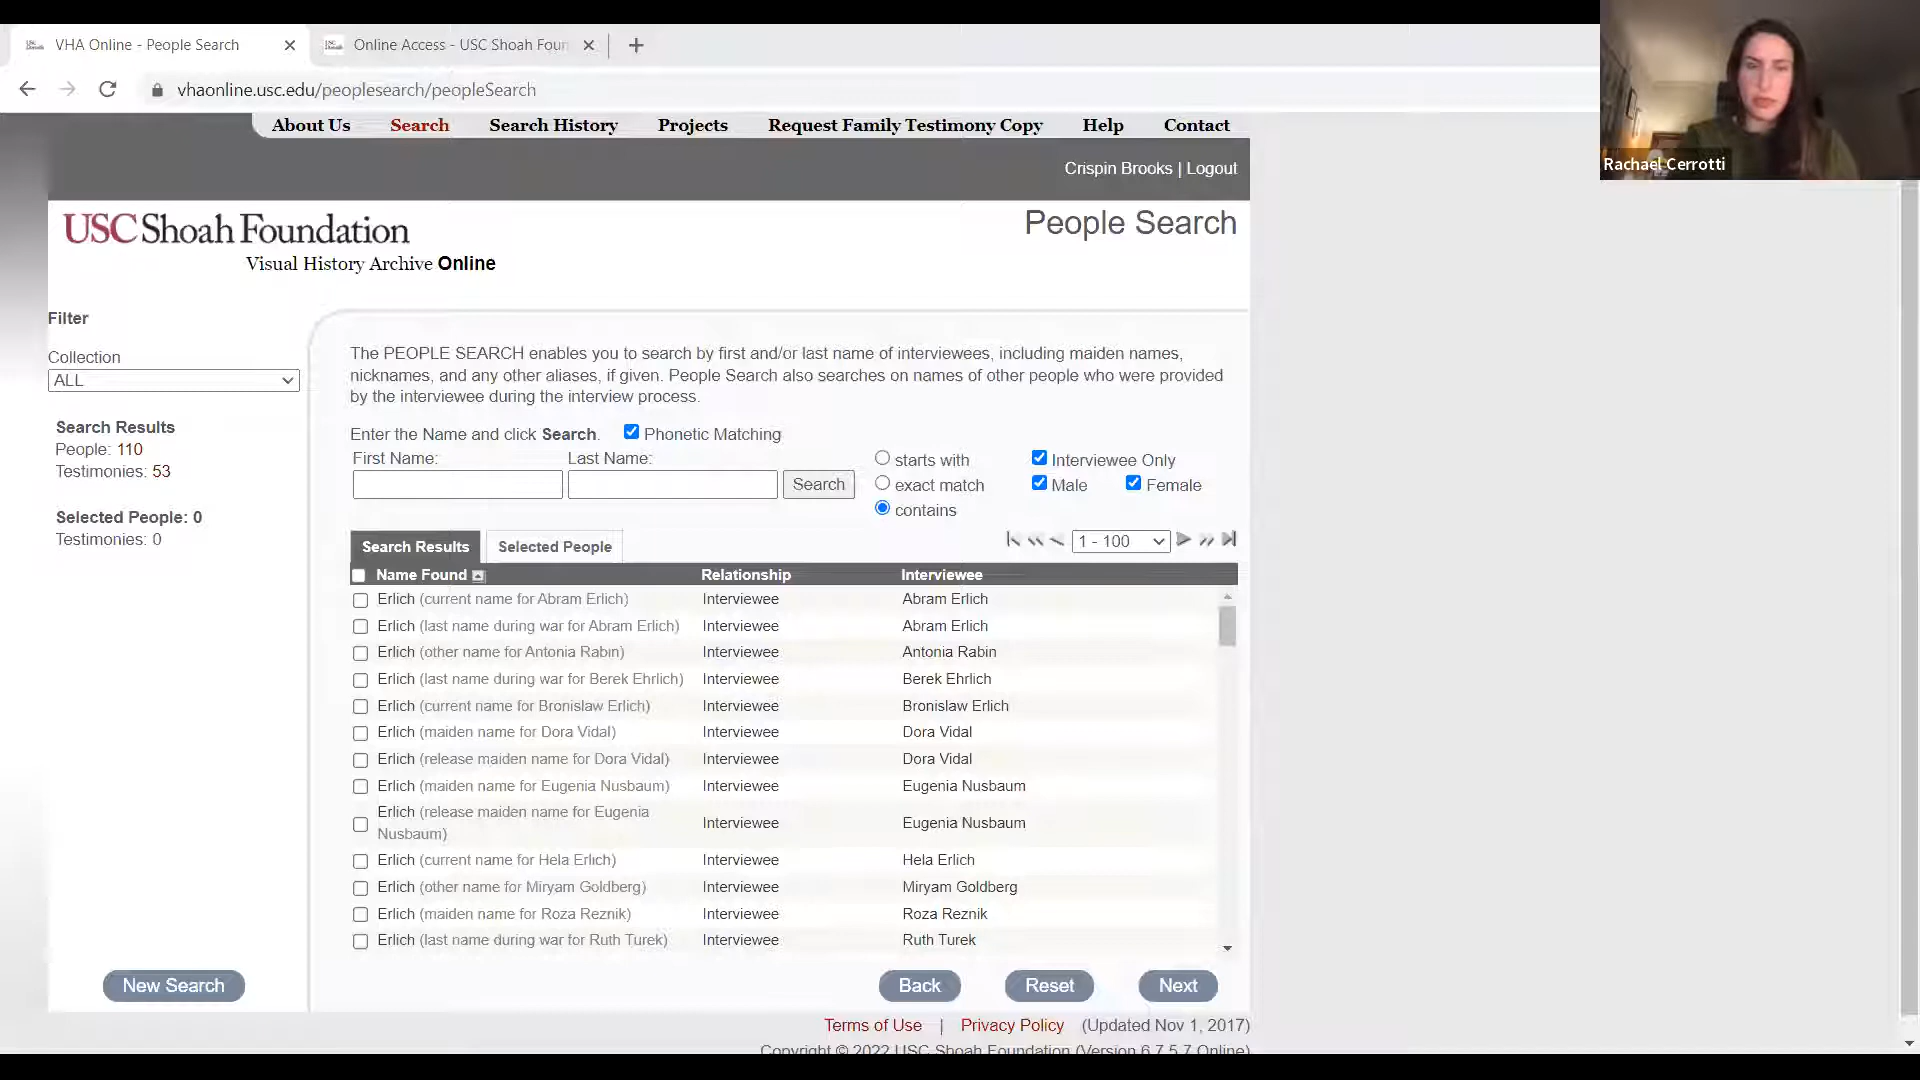 VHA Online - People Search
Online Access - USC Shoah Foun
vhaonline.usc.edu/peoplesearch/peopleSearch
Rachael Cerrotti
About Us Search Search History Projects Request Family Testimony Copy Help Contact
Crispin Brooks | Logout
USC Shoah Foundation
Visual History Archive Online
People Search
Filter
Collection
ALL
Search Results
People: 110
Testimonies: 53
Selected People: 0
Testimonies: 0
New Search
The PEOPLE SEARCH enables you to search by first and/or last name of interviewees, including maiden names,
nicknames, and any other aliases, if given. People Search also searches on names of other people who were provided
by the interviewee during the interview process.
Enter the Name and click Search. Phonetic Matching
First Name: Last Name:
Search
starts with
exact match
contains
Interviewee Only
Male Female
Search Results Selected People
1 - 100
Name Found Relationship Interviewee
Erlich (current name for Abram Erlich) Interviewee Abram Erlich
Erlich (last name during war for Abram Erlich) Interviewee Abram Erlich
Erlich (other name for Antonia Rabin) Interviewee Antonia Rabin
Erlich (last name during war for Berek Ehrlich) Interviewee Berek Ehrlich
Erlich (current name for Bronislaw Erlich) Interviewee Bronislaw Erlich
Erlich (maiden name for Dora Vidal) Interviewee Dora Vidal
Erlich (release maiden name for Dora Vidal) Interviewee Dora Vidal
Erlich (maiden name for Eugenia Nusbaum) Interviewee Eugenia Nusbaum
Erlich (release maiden name for Eugenia
Nusbaum) Interviewee Eugenia Nusbaum
Erlich (current name for Hela Erlich) Interviewee Hela Erlich
Erlich (other name for Miryam Goldberg) Interviewee Miryam Goldberg
Erlich (maiden name for Roza Reznik) Interviewee Roza Reznik
Erlich (last name during war for Ruth Turek) Interviewee Ruth Turek
Back Reset Next
Terms of Use | Privacy Policy (Updated Nov 1, 2017)
Copyright © 2022 USC Shoah Foundation (Version 6.7.5.7 Online)